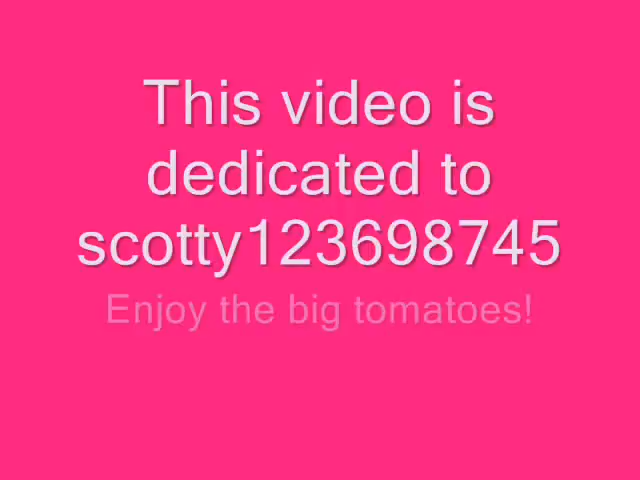 This video is
dedicated to
scotty123698745
Enjoy the big tomatoes!